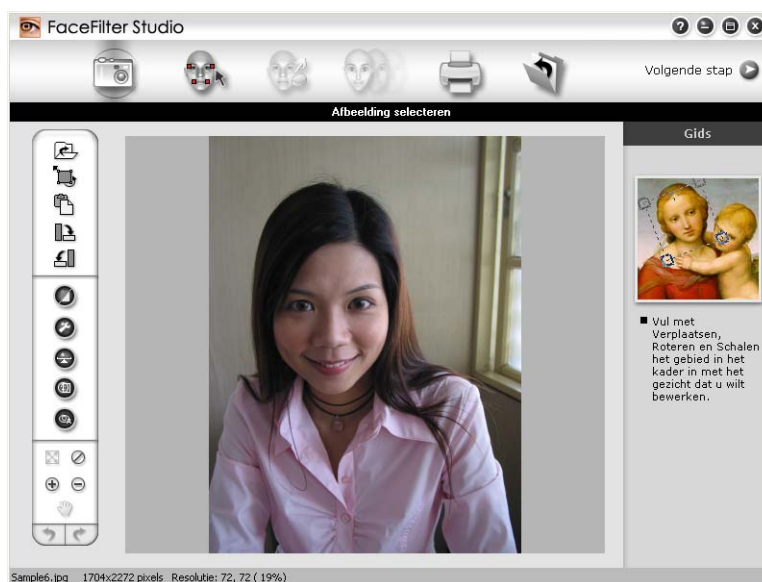 FaceFilter Studio
Volgende stap
Afbeelding selecteren
Gids
Vul met
Verplaatsen,
Roteren en Schalen
het gebied in het
kader in met het
gezicht dat u wilt
bewerken.
Sample6.jpg 1704x2272 pixels Resolutie: 72, 72 ( 19%)